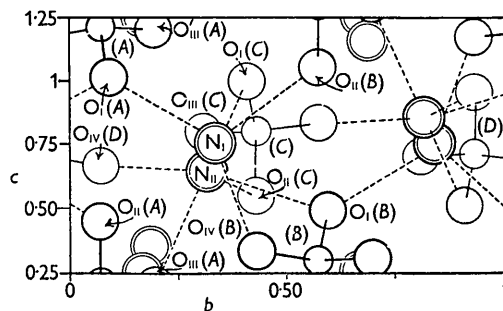 1·25
(A)
O_III(A)
O_I(C)
1
O_II(B)
O_I(A)
O_III(C)
O_IV(D)
N_I
0·75
(C)
(D)
c
N_II
O_II(C)
O_II(A)
O_IV(B)
O_I(B)
0·50
(B)
O_III(A)
0·25
0
0·50
b